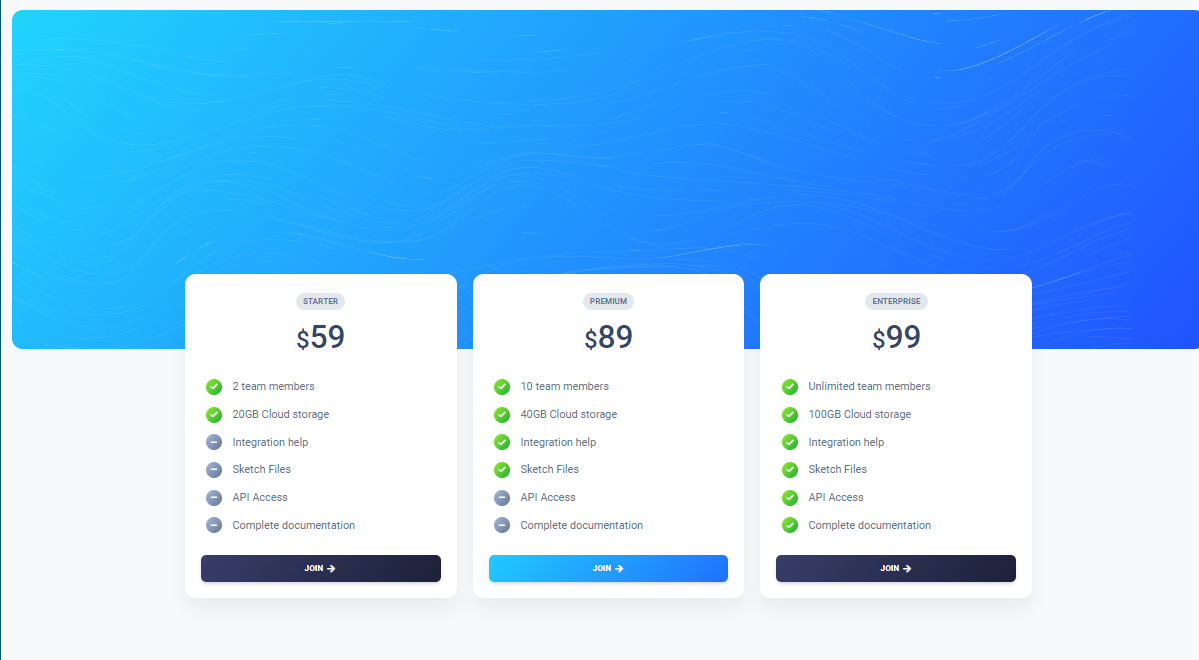 STARTER
$59
2 team members
20GB Cloud storage
Integration help
Sketch Files
API Access
Complete documentation
JOIN →
PREMIUM
$89
10 team members
40GB Cloud storage
Integration help
Sketch Files
API Access
Complete documentation
JOIN →
ENTERPRISE
$99
Unlimited team members
100GB Cloud storage
Integration help
Sketch Files
API Access
Complete documentation
JOIN →